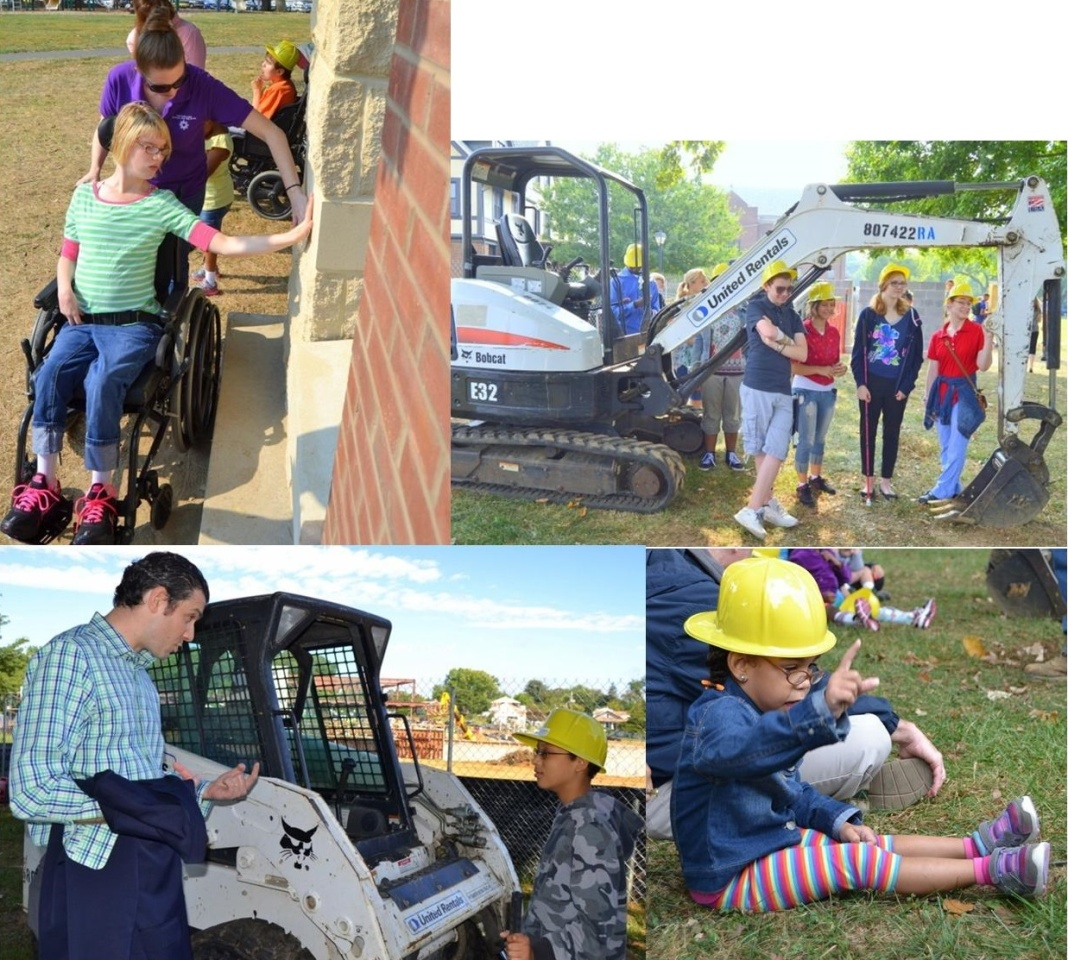 807422RA
United Rentals
Bobcat
E32
United Rentals